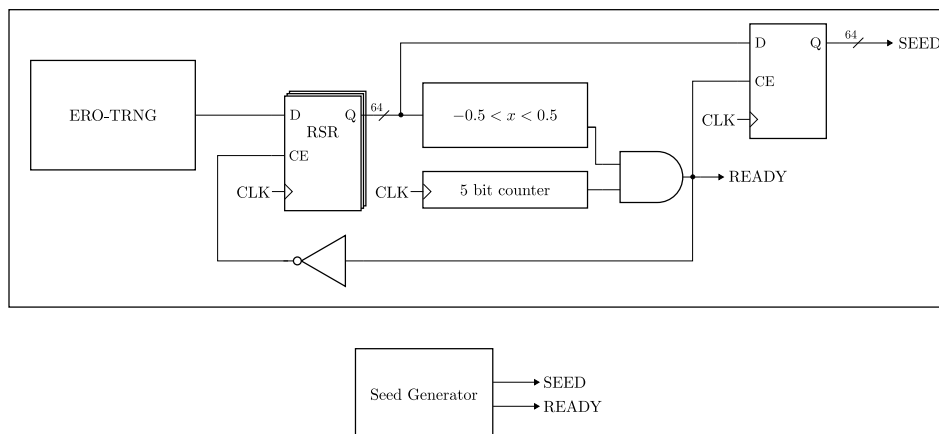 64
D Q
SEED
CE
CLK
ERO-TRNG
D Q
RSR
CE
CLK
64
−0.5 < x < 0.5
CLK
5 bit counter
READY
Seed Generator
SEED
READY